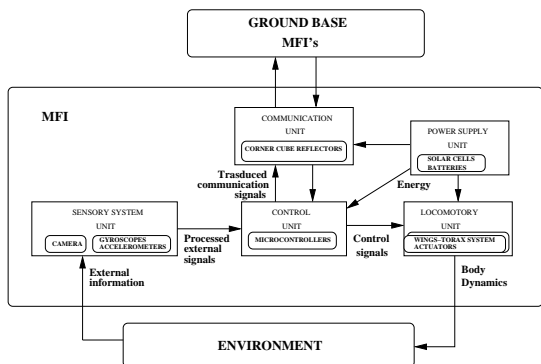 GROUND BASE
MFI's
MFI
COMMUNICATION
UNIT
CORNER CUBE REFLECTORS
POWER SUPPLY
UNIT
SOLAR CELLS
BATTERIES
Trasduced
communication
signals
Energy
SENSORY SYSTEM
UNIT
CAMERA
GYROSCOPES
ACCELEROMETERS
Processed
external
signals
CONTROL
UNIT
MICROCONTROLLERS
Control
signals
LOCOMOTORY
UNIT
WINGS-TORAX SYSTEM
ACTUATORS
External
information
Body
Dynamics
ENVIRONMENT